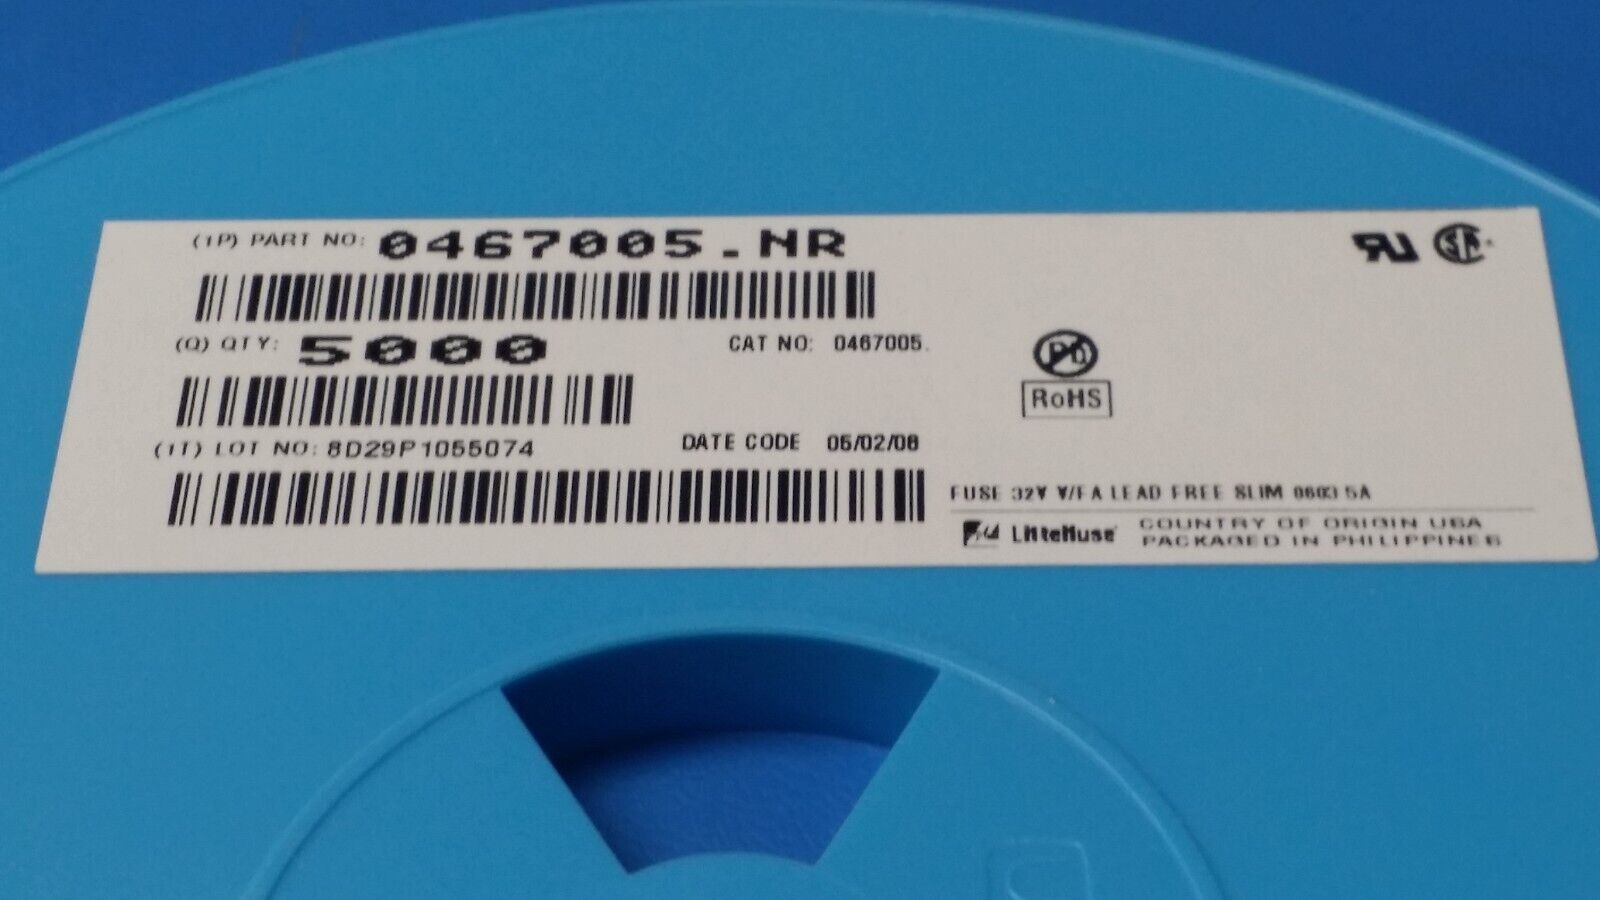 (1P) PART NO: 0467005.NR
(Q) QTY: 5000
CAT NO: 0467005.
Pb
RoHS
(1T) LOT NO: 8D29P1055074
DATE CODE 05/02/08
FUSE 32V V/FA LEAD FREE SLIM 0603 5A
Littelfuse
COUNTRY OF ORIGIN USA
PACKAGED IN PHILIPPINES